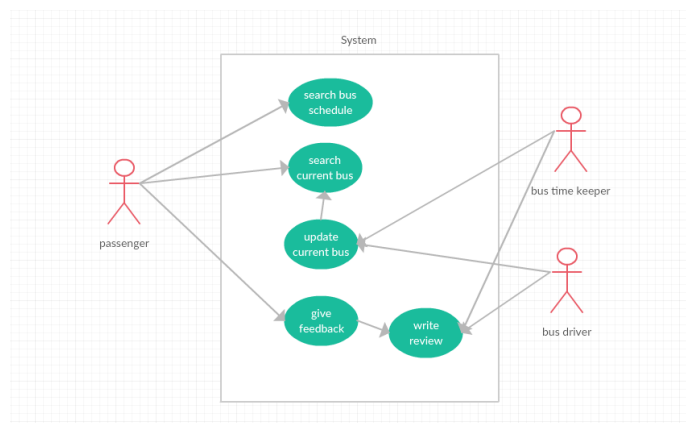 System
search bus
schedule
search
current bus
bus time keeper
passenger
update
current bus
give
feedback
write
review
bus driver